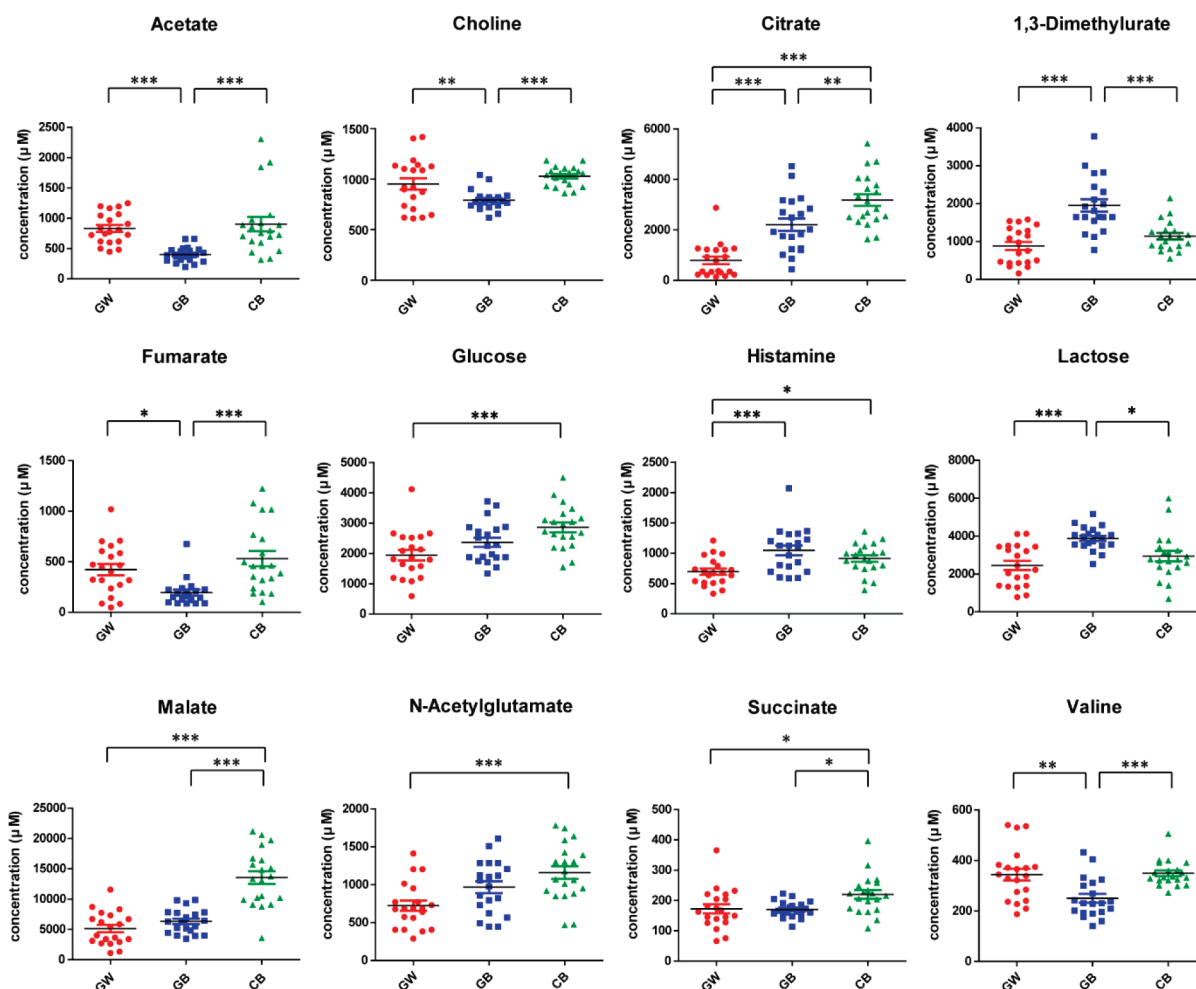 Acetate
***
***
concentration (µM)
2500
2000
1500
1000
500
0
GW
GB
CB
Choline
**
***
concentration (µM)
1500
1000
500
0
GW
GB
CB
Citrate
***
***
**
concentration (µM)
6000
4000
2000
0
GW
GB
CB
1,3-Dimethylurate
***
***
concentration (µM)
4000
3000
2000
1000
0
GW
GB
CB
Fumarate
*
***
concentration (µM)
1500
1000
500
0
GW
GB
CB
Glucose
***
concentration (µM)
5000
4000
3000
2000
1000
0
GW
GB
CB
Histamine
*
***
concentration (µM)
2500
2000
1500
1000
500
0
GW
GB
CB
Lactose
***
*
concentration (µM)
8000
6000
4000
2000
0
GW
GB
CB
Malate
***
***
concentration (µM)
25000
20000
15000
10000
5000
0
GW
GB
CB
N-Acetylglutamate
***
concentration (µM)
2000
1500
1000
500
0
GW
GB
CB
Succinate
*
*
concentration (µM)
500
400
300
200
100
0
GW
GB
CB
Valine
**
***
concentration (µM)
600
400
200
0
GW
GB
CB